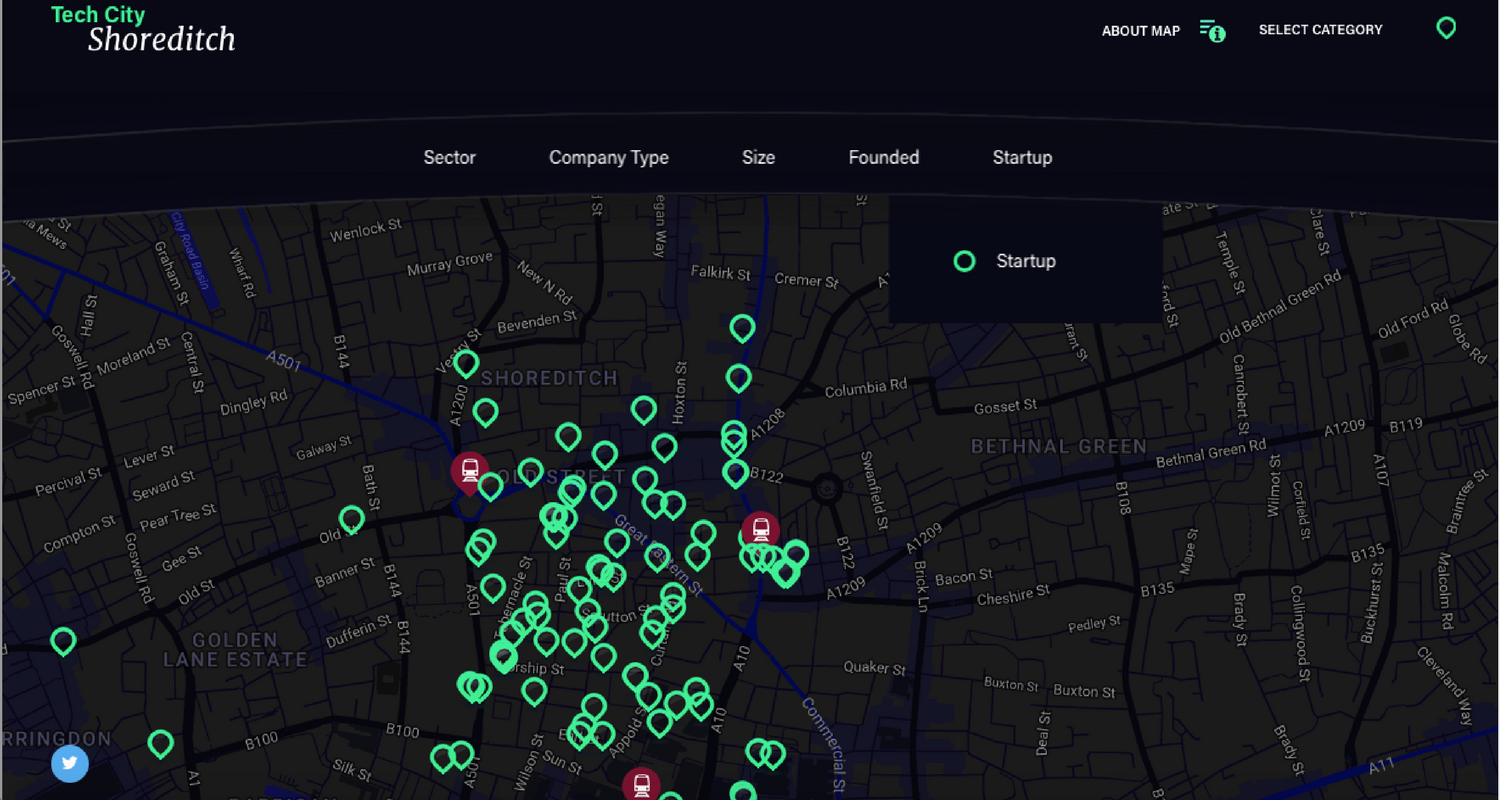 Tech City
Shoreditch
ABOUT MAP
SELECT CATEGORY
Sector
Company Type
Size
Founded
Startup
Startup
City Road Basin
Wharf Rd
Graham St
Wenlock St
Murray Grove
New N Rd
Bevenden St
Vestry St
Falkirk St
Cremer St
Temple St
Old Bethnal Green Rd
Old Ford Rd
Globe Rd
Hall St
Goswell Rd
Moreland St
Central St
B144
A501
Spencer St
Dingley Rd
A1200
SHOREDITCH
Hoxton St
Columbia Rd
A1208
Gosset St
Canrobert St
A1209
B119
BETHNAL GREEN
Bethnal Green Rd
Galway St
Lever St
Percival St
Seward St
Bath St
OLD STREET
B122
Swanfield St
B108
Wilmot St
Corfield St
A107
Braintree St
Pear Tree St
Compton St
Gee St
Goswell Rd
Old St
Old St
Banner St
B144
Great Eastern St
B122
A1209
Mape St
B135
A501
Tabernacle St
Paul St
A1209
Brick Ln
Bacon St
Cheshire St
B135
Brady St
Collingwood St
Buckhurst St
Malcolm Rd
Dufferin St
B144
GOLDEN
LANE ESTATE
A10
Quaker St
Pedley St
Buxton St
Buxton St
Cleveland Way
B100
B100
Silk St
A501
Wilson St
Sun St
Appold St
A10
Commercial St
Deal St
Brady St
A11
A1